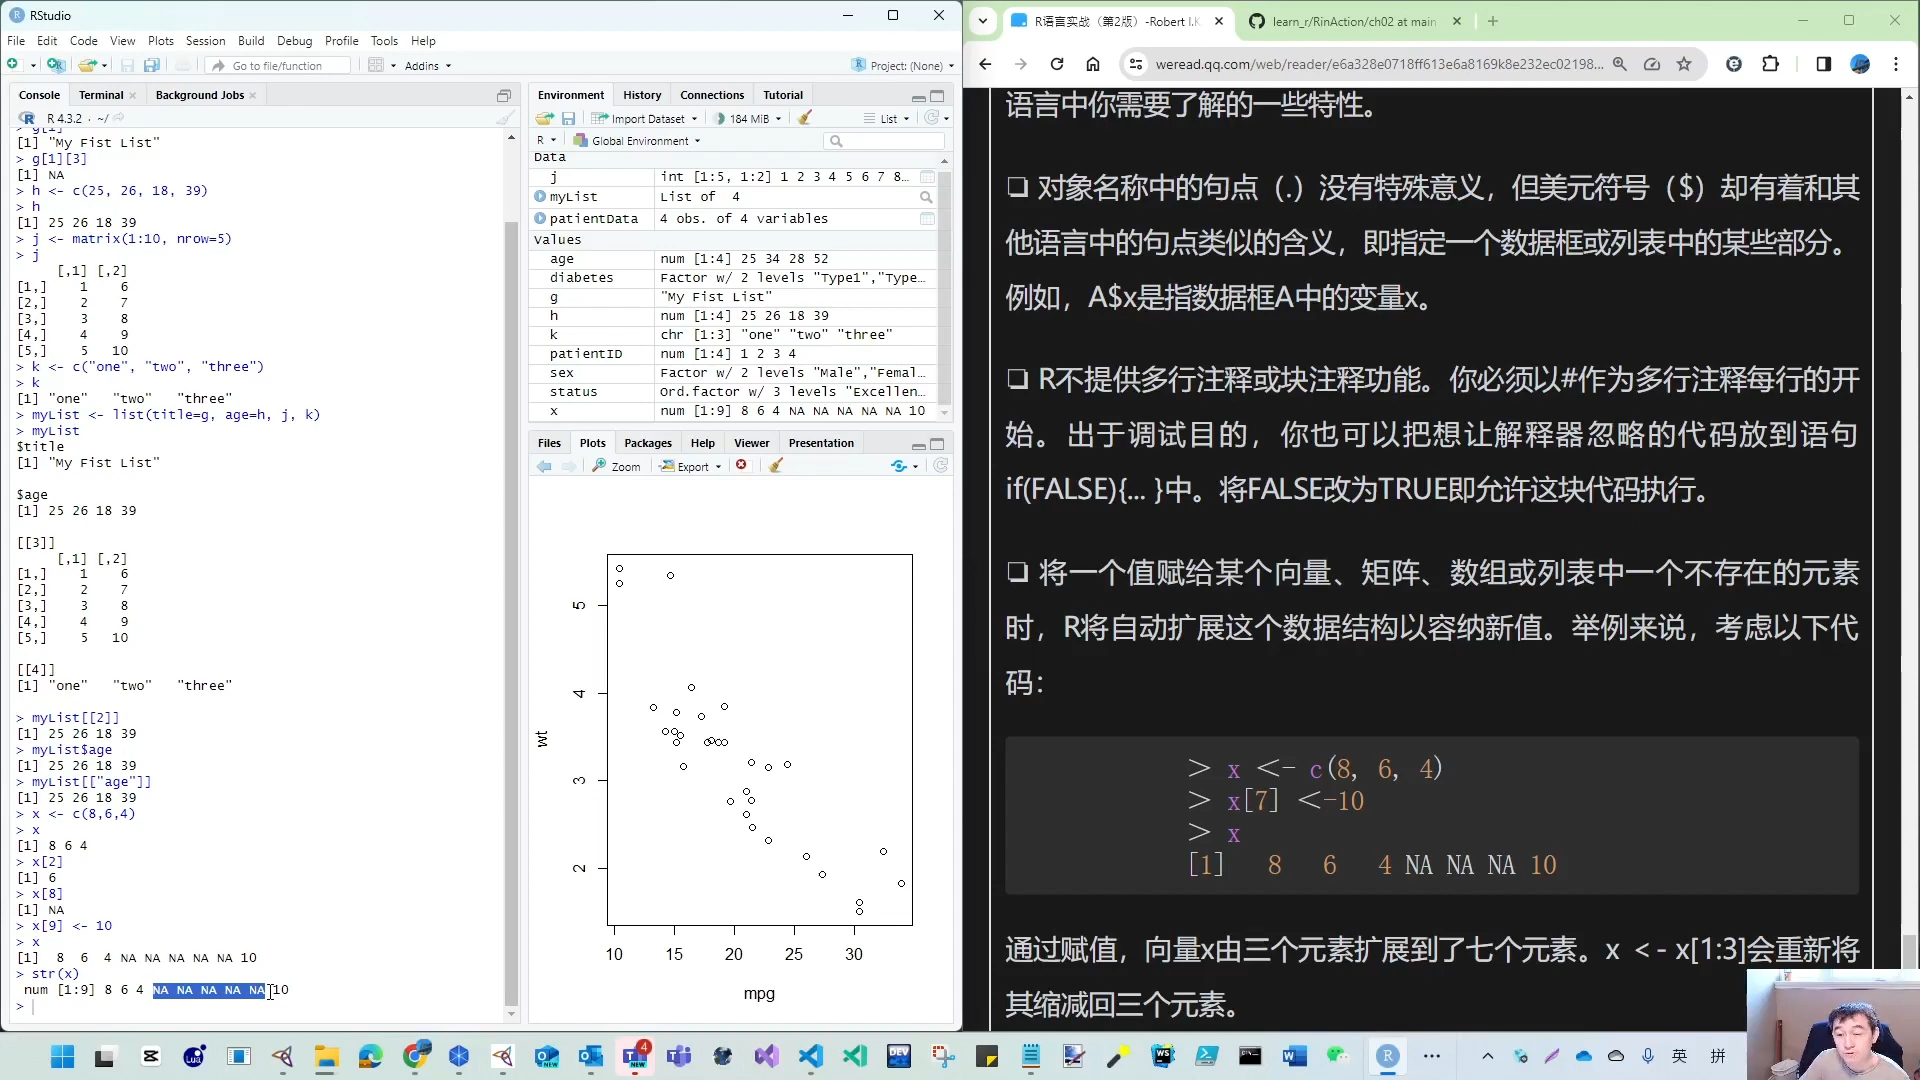 RStudio
File Edit Code View Plots Session Build Debug Profile Tools Help
Go to file/function
Addins
Project: (None)
Console Terminal Background Jobs
R 4.3.2 · ~/
> g[1]
[1] "My Fist List"
> g[1][3]
[1] NA
> h <- c(25, 26, 18, 39)
> h
[1] 25 26 18 39
> j <- matrix(1:10, nrow=5)
> j
[,1] [,2]
[1,] 1 6
[2,] 2 7
[3,] 3 8
[4,] 4 9
[5,] 5 10
> k <- c("one", "two", "three")
> k
[1] "one" "two" "three"
> myList <- list(title=g, age=h, j, k)
> myList
$title
[1] "My Fist List"
$age
[1] 25 26 18 39
[[3]]
[,1] [,2]
[1,] 1 6
[2,] 2 7
[3,] 3 8
[4,] 4 9
[5,] 5 10
[[4]]
[1] "one" "two" "three"
> myList[[2]]
[1] 25 26 18 39
> myList$age
[1] 25 26 18 39
> myList[["age"]]
[1] 25 26 18 39
> x <- c(8,6,4)
> x
[1] 8 6 4
> x[2]
[1] 6
> x[8]
[1] NA
> x[9] <- 10
> x
[1] 8 6 4 NA NA NA NA NA 10
> str(x)
num [1:9] 8 6 4 NA NA NA NA NA 10
>
Environment History Connections Tutorial
Import Dataset 184 MiB List
R Global Environment
Data
j int [1:5, 1:2] 1 2 3 4 5 6 7 8…
myList List of 4
patientData 4 obs. of 4 variables
Values
age num [1:4] 25 34 28 52
diabetes Factor w/ 2 levels "Type1","Type…
g "My Fist List"
h num [1:4] 25 26 18 39
k chr [1:3] "one" "two" "three"
patientID num [1:4] 1 2 3 4
sex Factor w/ 2 levels "Male","Femal…
status Ord.factor w/ 3 levels "Excellen…
x num [1:9] 8 6 4 NA NA NA NA NA 10
Files Plots Packages Help Viewer Presentation
Zoom Export
5
4
3
2
wt
10 15 20 25 30
mpg
R语言实战（第2版）-Robert I.K
learn_r/RinAction/ch02 at main
weread.qq.com/web/reader/e6a328e0718ff613e6a8169k8e232ec02198...
语言中你需要了解的一些特性。
❏ 对象名称中的句点（.）没有特殊意义，但美元符号（$）却有着和其
他语言中的句点类似的含义，即指定一个数据框或列表中的某些部分。
例如，A$x是指数据框A中的变量x。
❏ R不提供多行注释或块注释功能。你必须以#作为多行注释每行的开
始。出于调试目的，你也可以把想让解释器忽略的代码放到语句
if(FALSE){... }中。将FALSE改为TRUE即允许这块代码执行。
❏ 将一个值赋给某个向量、矩阵、数组或列表中一个不存在的元素
时，R将自动扩展这个数据结构以容纳新值。举例来说，考虑以下代
码：
> x <- c(8, 6, 4)
> x[7] <-10
> x
[1] 8 6 4 NA NA NA 10
通过赋值，向量x由三个元素扩展到了七个元素。x <- x[1:3]会重新将
其缩减回三个元素。
英 拼